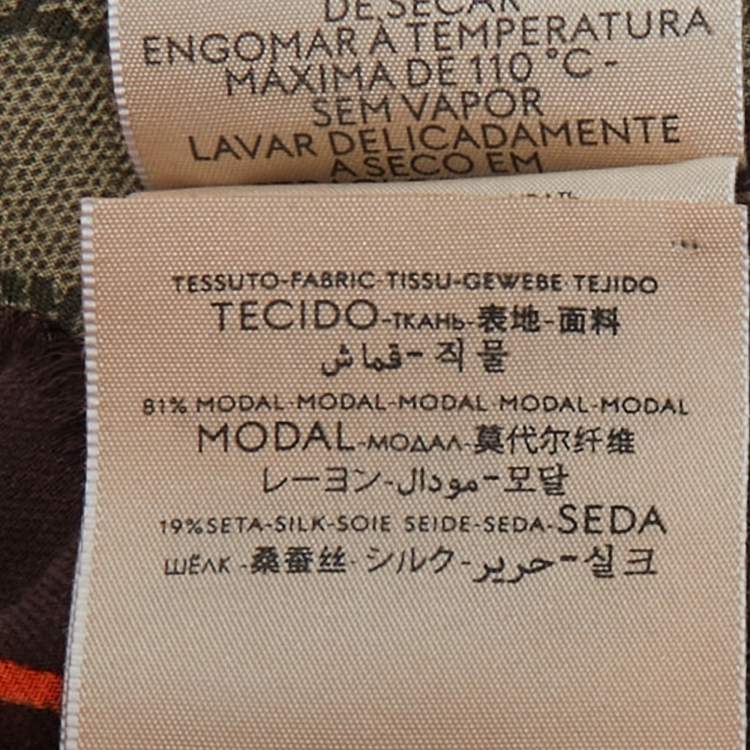 DE SECAR
ENGOMAR À TEMPERATURA
MÁXIMA DE 110 °C -
SEM VAPOR
LAVAR DELICADAMENTE
A SECO EM
TESSUTO-FABRIC-TISSU-GEWEBE-TEJIDO
TECIDO-ТКАНЬ-表地-面料
قماش-직물
81% MODAL-MODAL-MODAL-MODAL-MODAL
MODAL-МОДАЛ-莫代尔纤维
レーヨン-مودال-모달
19%SETA-SILK-SOIE SEIDE-SEDA-SEDA
ШЁЛК-桑蚕丝-シルク-حرير-실크